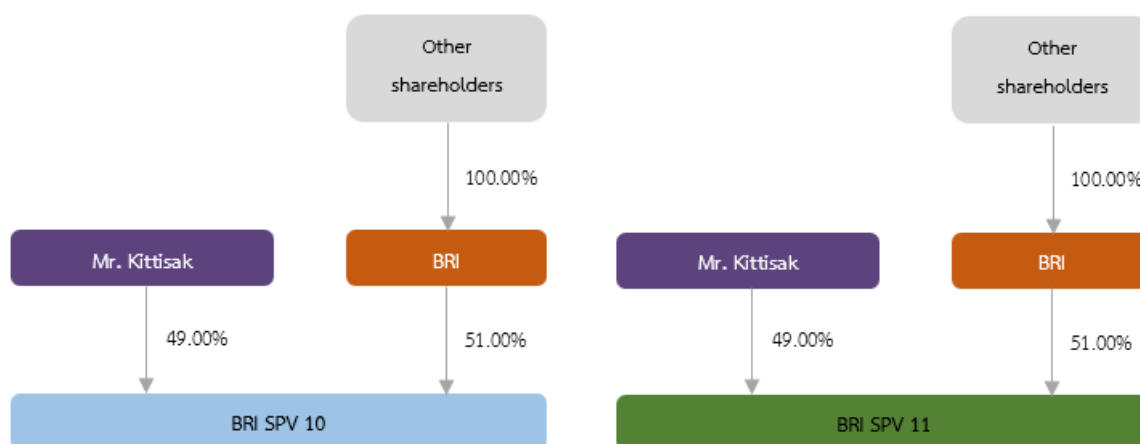 Other
shareholders
100.00%
Mr. Kittisak
BRI
49.00%
51.00%
BRI SPV 10
Other
shareholders
100.00%
Mr. Kittisak
BRI
49.00%
51.00%
BRI SPV 11